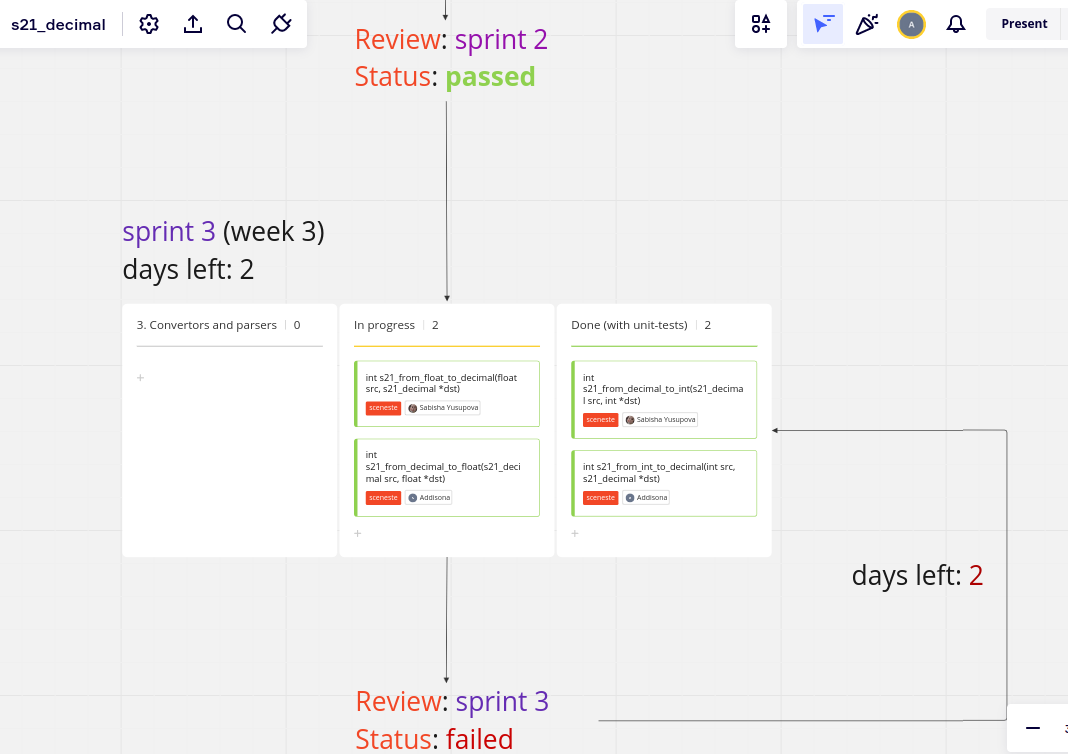 s21_decimal
A
Present
Review: sprint 2
Status: passed
sprint 3 (week 3)
days left: 2
3. Convertors and parsers 0
In progress 2
Done (with unit-tests) 2
int s21_from_float_to_decimal(float
src, s21_decimal *dst)
sceneste Sabisha Yusupova
int
s21_from_decimal_to_float(s21_deci
mal src, float *dst)
sceneste Addisona
int
s21_from_decimal_to_int(s21_decima
l src, int *dst)
sceneste Sabisha Yusupova
int s21_from_int_to_decimal(int src,
s21_decimal *dst)
sceneste Addisona
days left: 2
Review: sprint 3
Status: failed